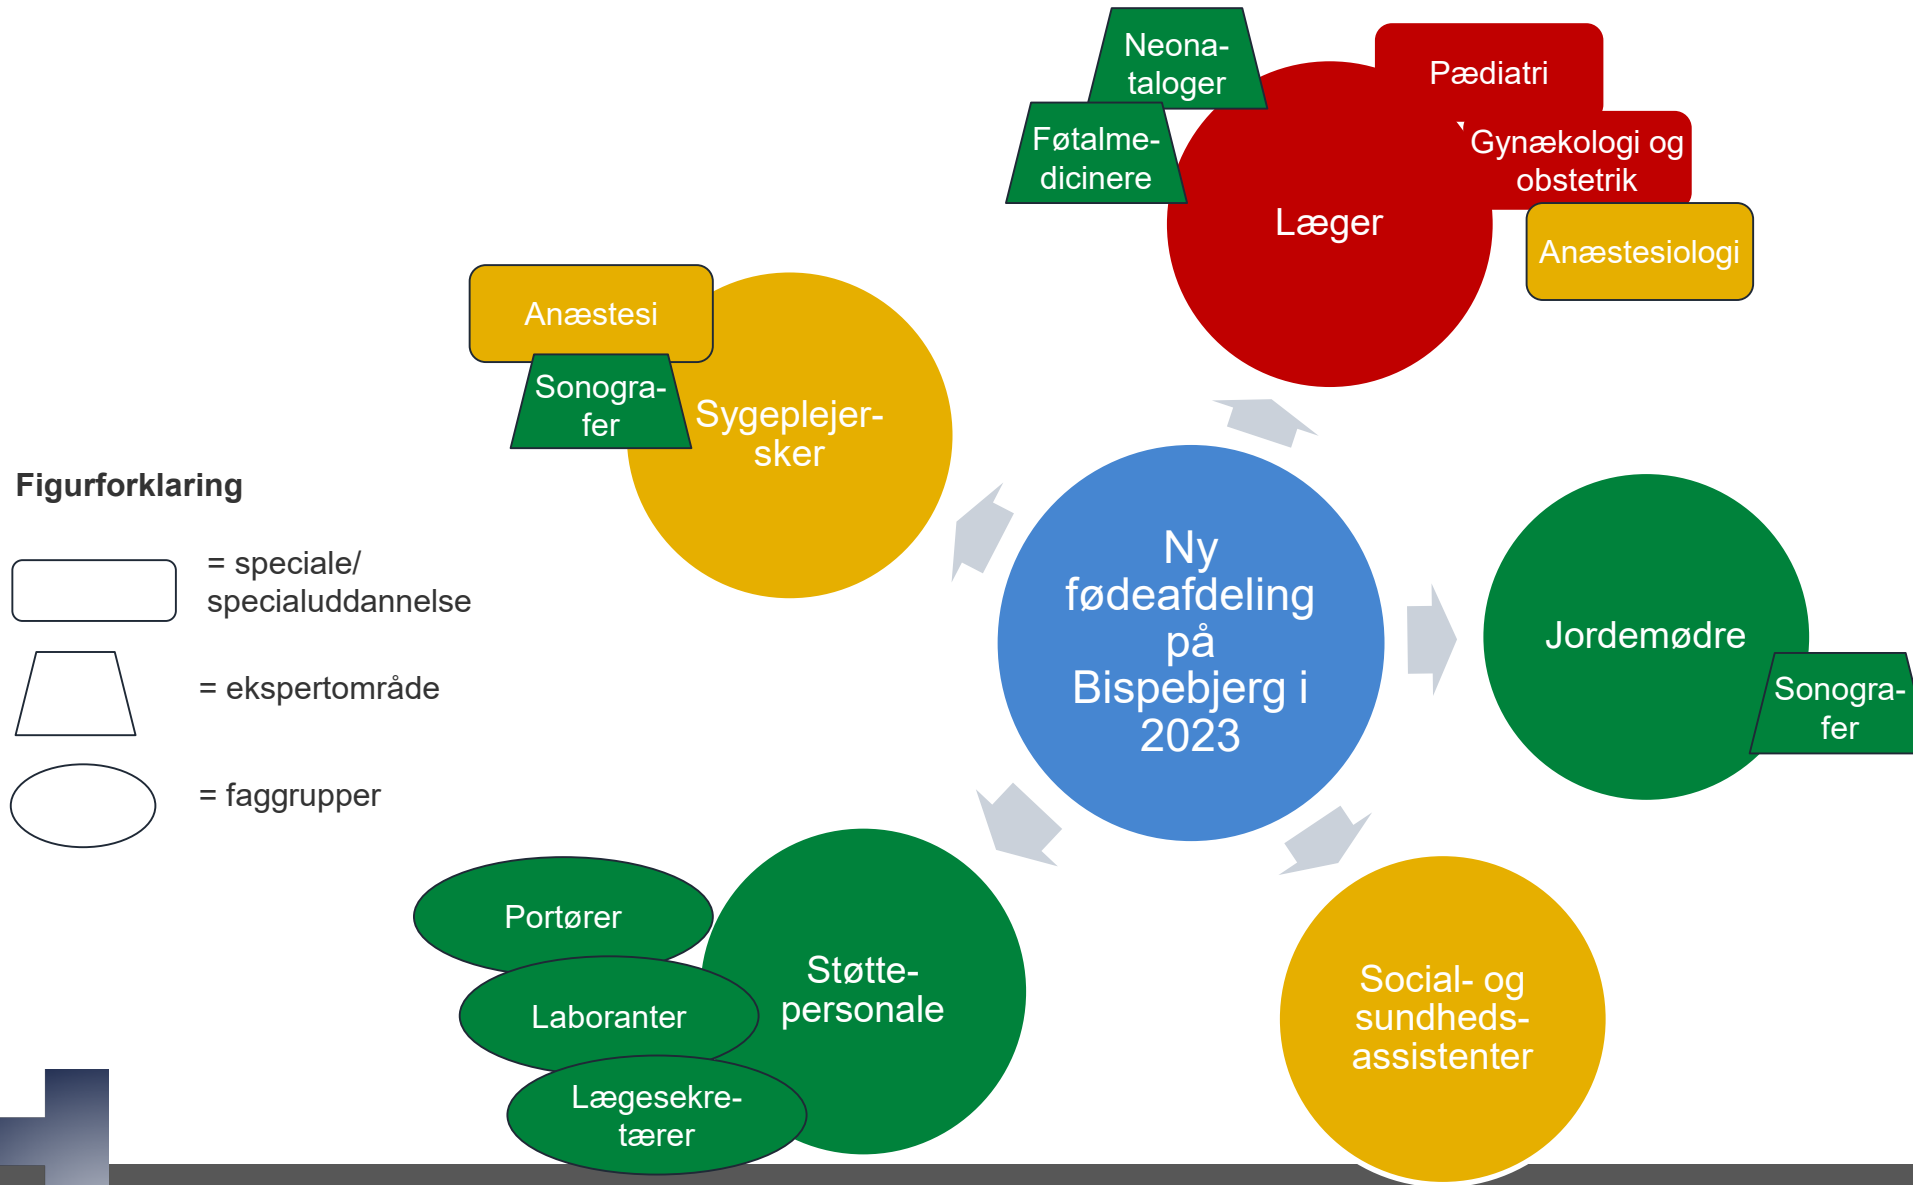 Neona-
taloger
Føtalme-
dicinere
Pædiatri
Gynækologi og
obstetrik
Anæstesiologi
Læger
Anæstesi
Sonogra-
fer
Sygeplejer-
sker
Figurforklaring
= speciale/
specialuddannelse
= ekspertområde
= faggrupper
Ny
fødeafdeling
på
Bispebjerg i
2023
Jordemødre
Sonogra-
fer
Portører
Laboranter
Lægesekre-
tærer
Støtte-
personale
Social- og
sundheds-
assistenter